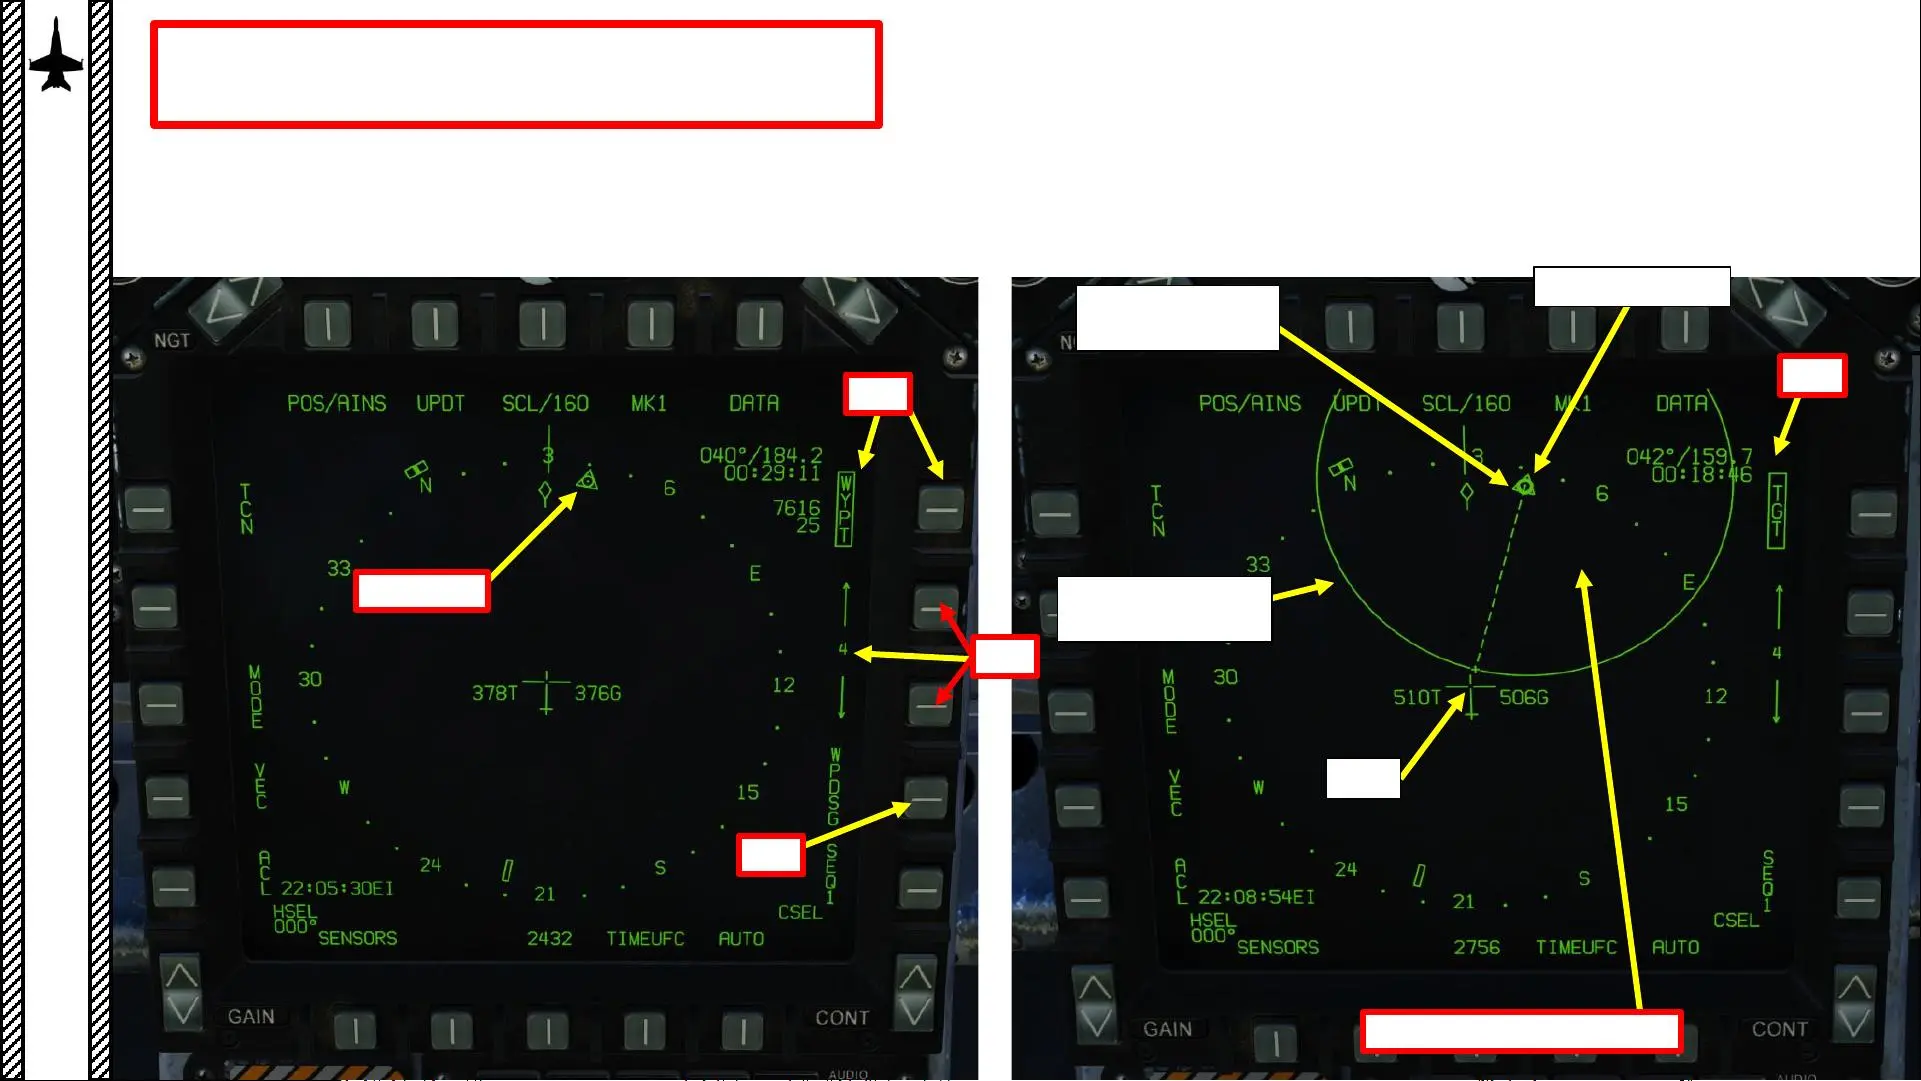 NGT
POS/AINS UPDT SCL/160 MK1 DATA
3
040°/184.2
00:29:11
N
6
7616
25
TCN
WYPT
33
E
4
378T 376G
30
12
MODE
WPDSG
VEC
W
15
24
S
21
ACL
22:05:30EI
SEQ1
HSEL
000°
CSEL
SENSORS 2432 TIMEUFC AUTO
GAIN CONT
AUDIO
POS/AINS UPDT SCL/160 MK1 DATA
3
042°/159.7
00:18:46
N
6
TCN
TGT
33
E
4
510T 506G
30
12
MODE
VEC
W
15
24
S
21
ACL
22:08:54EI
SEQ1
HSEL
000°
CSEL
SENSORS 2756 TIMEUFC AUTO
GAIN CONT
AUDIO